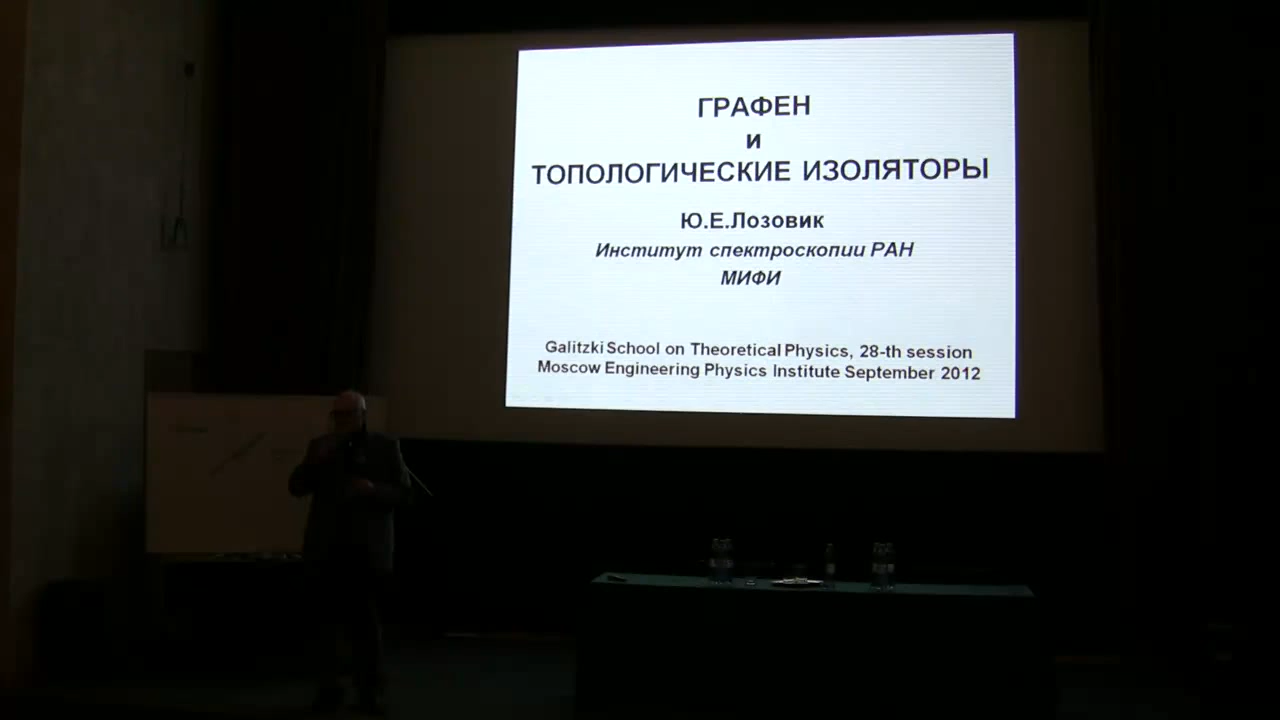 ГРАФЕН
и
ТОПОЛОГИЧЕСКИЕ ИЗОЛЯТОРЫ
Ю.Е.Лозовик
Институт спектроскопии РАН
МИФИ
Galitzki School on Theoretical Physics, 28-th session
Moscow Engineering Physics Institute September 2012